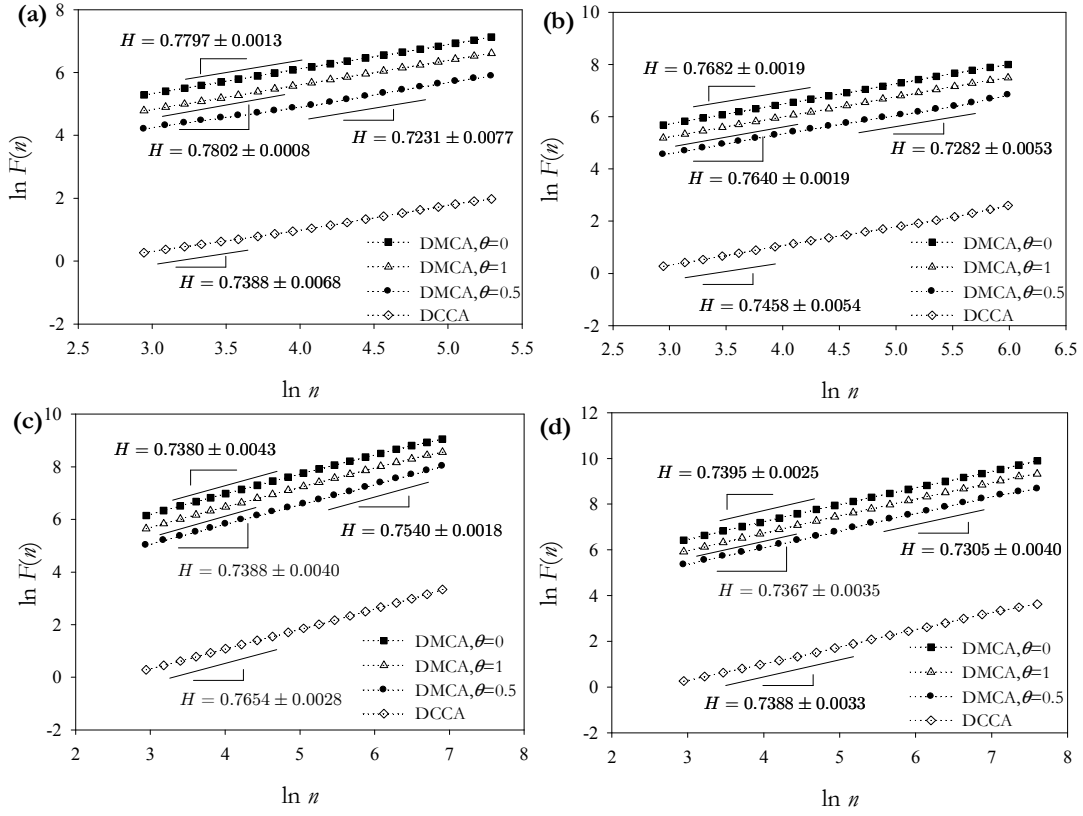 (a)
8
6
4
2
0
-2
2.5 3.0 3.5 4.0 4.5 5.0 5.5
ln F(n)
ln n
H = 0.7797 ± 0.0013
H = 0.7802 ± 0.0008
H = 0.7231 ± 0.0077
H = 0.7388 ± 0.0068
DMCA,θ=0
DMCA,θ=1
DMCA,θ=0.5
DCCA
(b)
10
8
6
4
2
0
-2
2.5 3.0 3.5 4.0 4.5 5.0 5.5 6.0 6.5
ln F(n)
ln n
H = 0.7682 ± 0.0019
H = 0.7282 ± 0.0053
H = 0.7640 ± 0.0019
H = 0.7458 ± 0.0054
DMCA,θ=0
DMCA,θ=1
DMCA,θ=0.5
DCCA
(c)
10
8
6
4
2
0
-2
2 3 4 5 6 7 8
ln F(n)
ln n
H = 0.7380 ± 0.0043
H = 0.7540 ± 0.0018
H = 0.7388 ± 0.0040
H = 0.7654 ± 0.0028
DMCA,θ=0
DMCA,θ=1
DMCA,θ=0.5
DCCA
(d)
12
10
8
6
4
2
0
-2
2 3 4 5 6 7 8
ln F(n)
ln n
H = 0.7395 ± 0.0025
H = 0.7305 ± 0.0040
H = 0.7367 ± 0.0035
H = 0.7388 ± 0.0033
DMCA,θ=0
DMCA,θ=1
DMCA,θ=0.5
DCCA